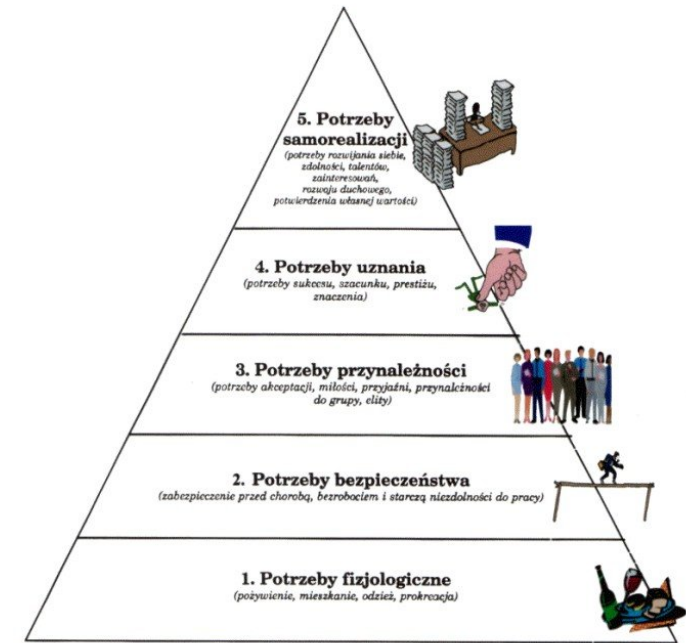 5. Potrzeby
samorealizacji
(potrzeby rozwijania siebie,
zdolności, talentów,
zainteresowań,
rozwoju duchowego,
potwierdzenia własnej wartości)
4. Potrzeby uznania
(potrzeby sukcesu, szacunku, prestiżu,
znaczenia)
3. Potrzeby przynależności
(potrzeby akceptacji, miłości, przyjaźni, przynależności
do grupy, elity)
2. Potrzeby bezpieczeństwa
(zabezpieczenie przed chorobą, bezrobociem i starczą niezdolności do pracy)
1. Potrzeby fizjologiczne
(pożywienie, mieszkanie, odzież, prokreacja)